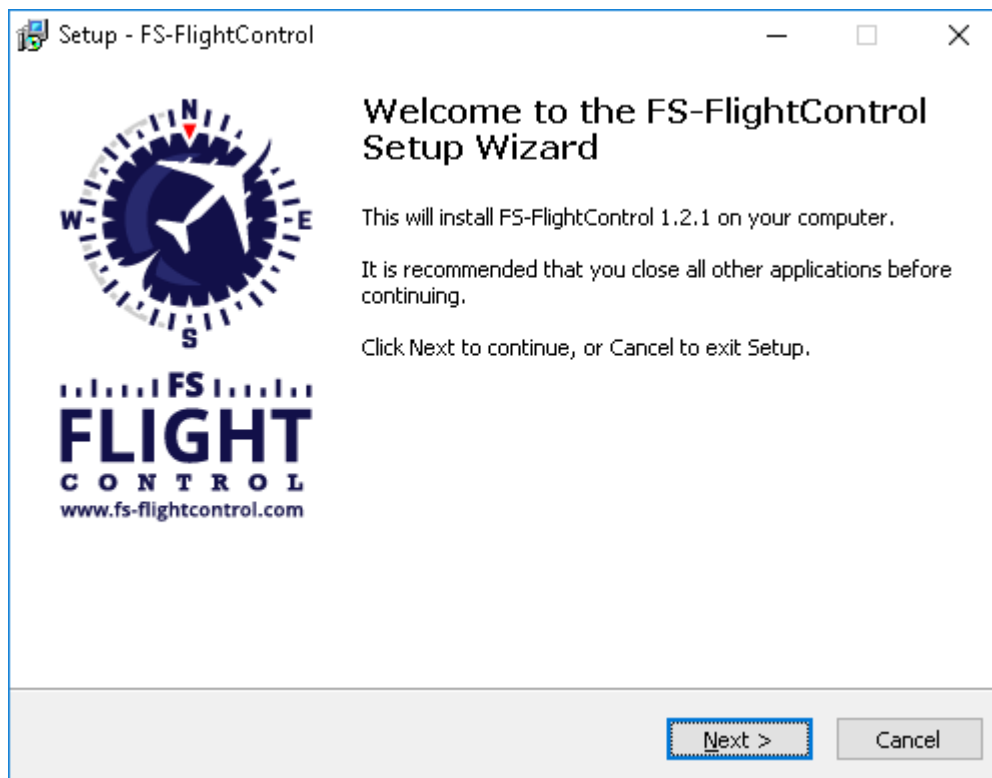 Setup - FS-FlightControl
N
W
E
S
FS
FLIGHT
CONTROL
www.fs-flightcontrol.com
Welcome to the FS-FlightControl
Setup Wizard
This will install FS-FlightControl 1.2.1 on your computer.
It is recommended that you close all other applications before
continuing.
Click Next to continue, or Cancel to exit Setup.
Next >
Cancel